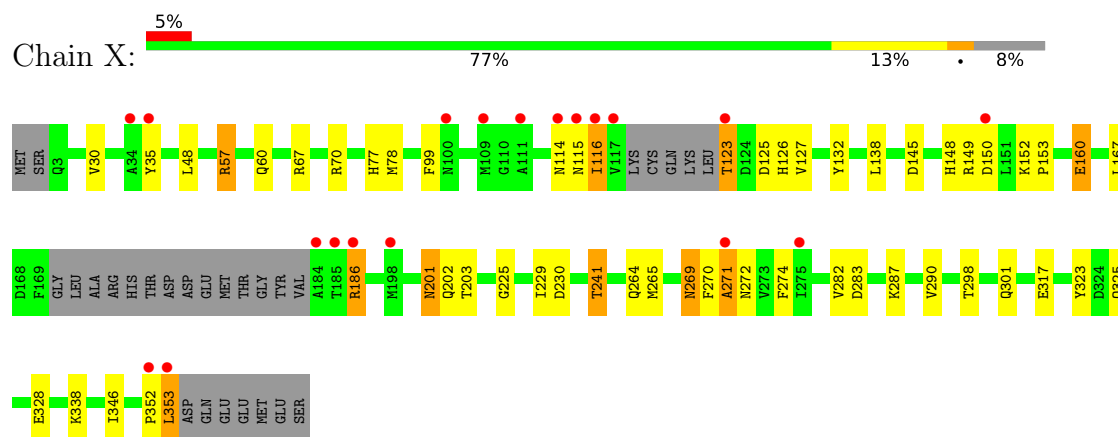 5%
Chain X:
77% 13% • 8%
MET SER Q3 V30 A34 Y35 L48 R57 Q60 R67 R70 H77 M78 F99 N100 M109 G110 A111 N114 N115 I116 V117 LYS CYS GLN LYS LEU T123 D124 D125 H126 V127 Y132 L138 D145 H148 R149 D150 L151 K152 P153 E160 L167
D168 F169 GLY LEU ALA ARG HIS THR ASP ASP GLU MET THR GLY TYR VAL A184 T185 R186 M198 N201 Q202 T203 G225 I229 D230 T241 Q264 M265 N269 F270 A271 N272 V273 F274 I275 V282 D283 K287 V290 T298 Q301 E317 Y323 D324
E328 K338 I346 P352 L353 ASP GLN GLU GLU MET GLU SER